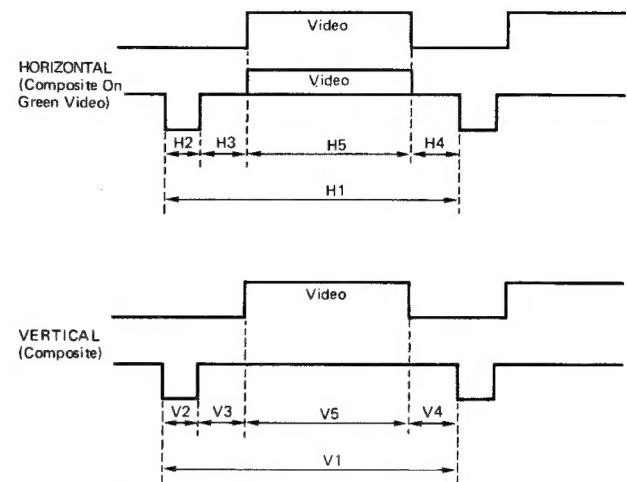 Video
HORIZONTAL
(Composite On
Green Video)
Video
H2 H3 H5 H4
H1
Video
VERTICAL
(Composite)
V2 V3 V5 V4
V1